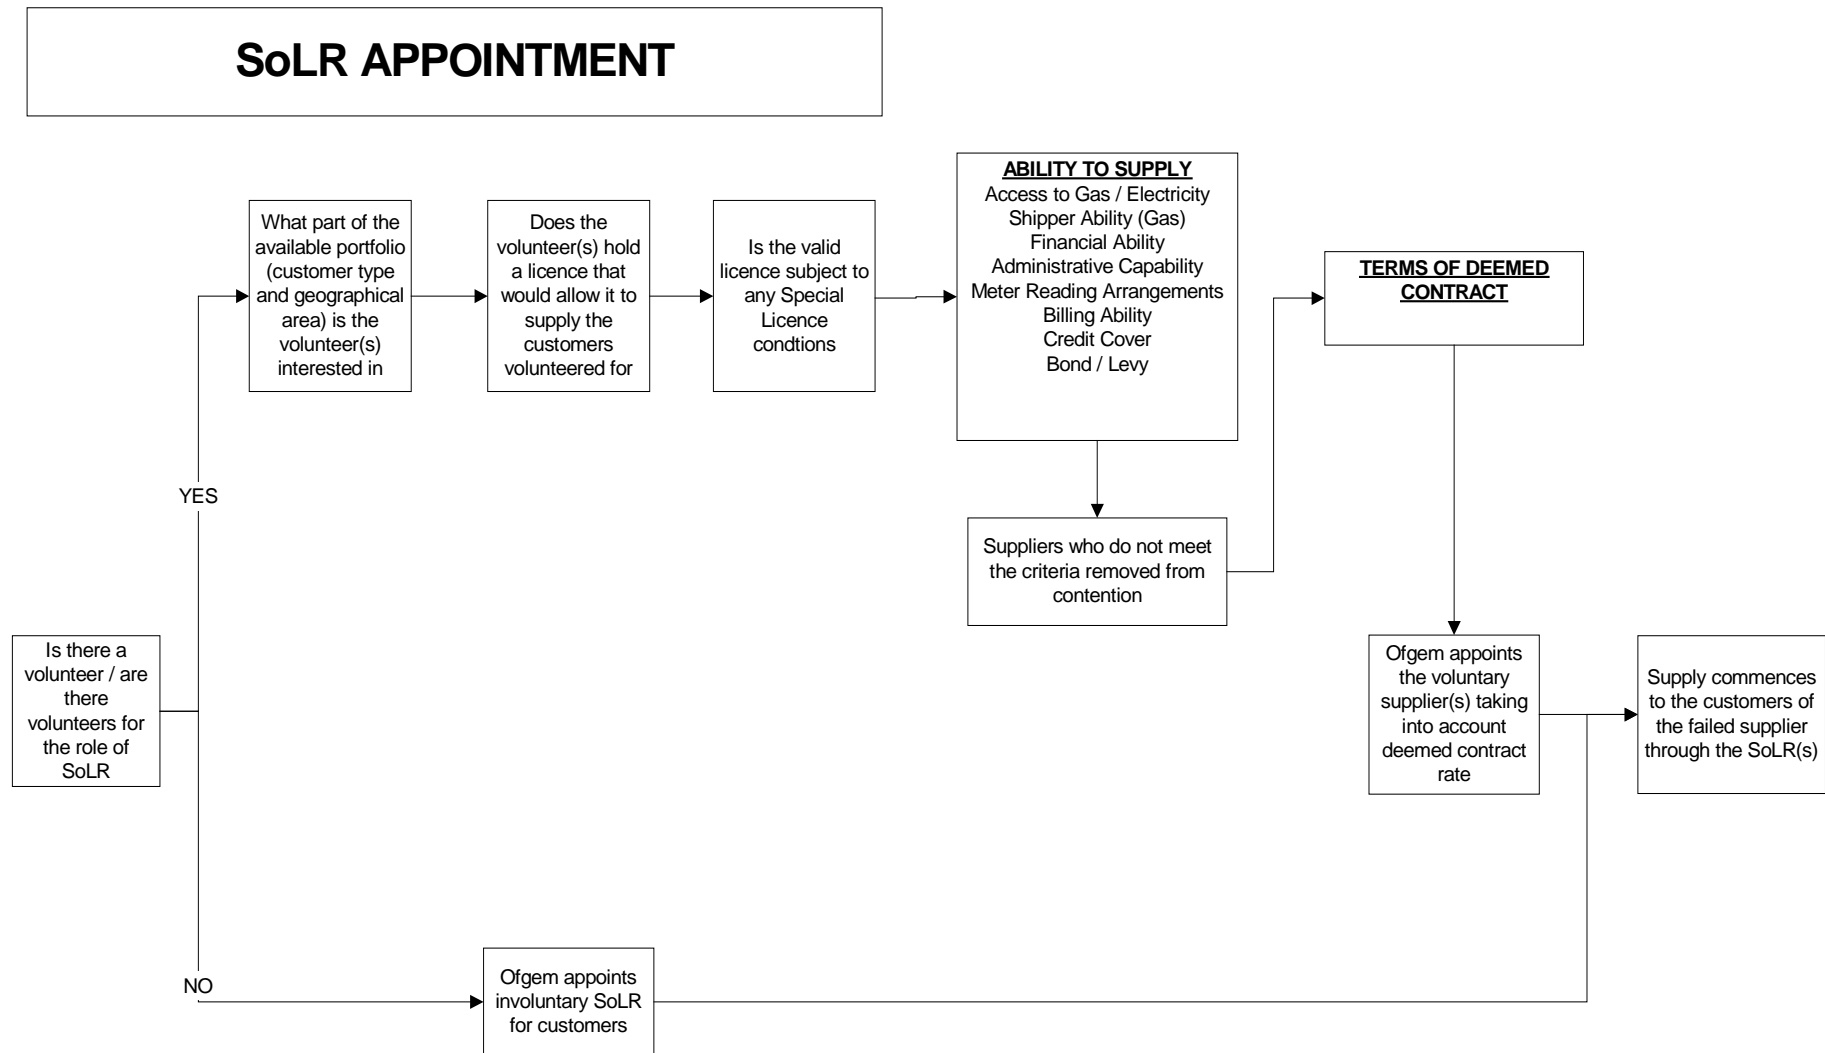 SoLR APPOINTMENT
What part of the
available portfolio
(customer type
and geographical
area) is the
volunteer(s)
interested in
Does the
volunteer(s) hold
a licence that
would allow it to
supply the
customers
volunteered for
Is the valid
licence subject to
any Special
Licence
condtions
ABILITY TO SUPPLY
Access to Gas / Electricity
Shipper Ability (Gas)
Financial Ability
Administrative Capability
Meter Reading Arrangements
Billing Ability
Credit Cover
Bond / Levy
TERMS OF DEEMED
CONTRACT
YES
Suppliers who do not meet
the criteria removed from
contention
Is there a
volunteer / are
there
volunteers for
the role of
SoLR
Ofgem appoints
the voluntary
supplier(s) taking
into account
deemed contract
rate
Supply commences
to the customers of
the failed supplier
through the SoLR(s)
NO
Ofgem appoints
involuntary SoLR
for customers